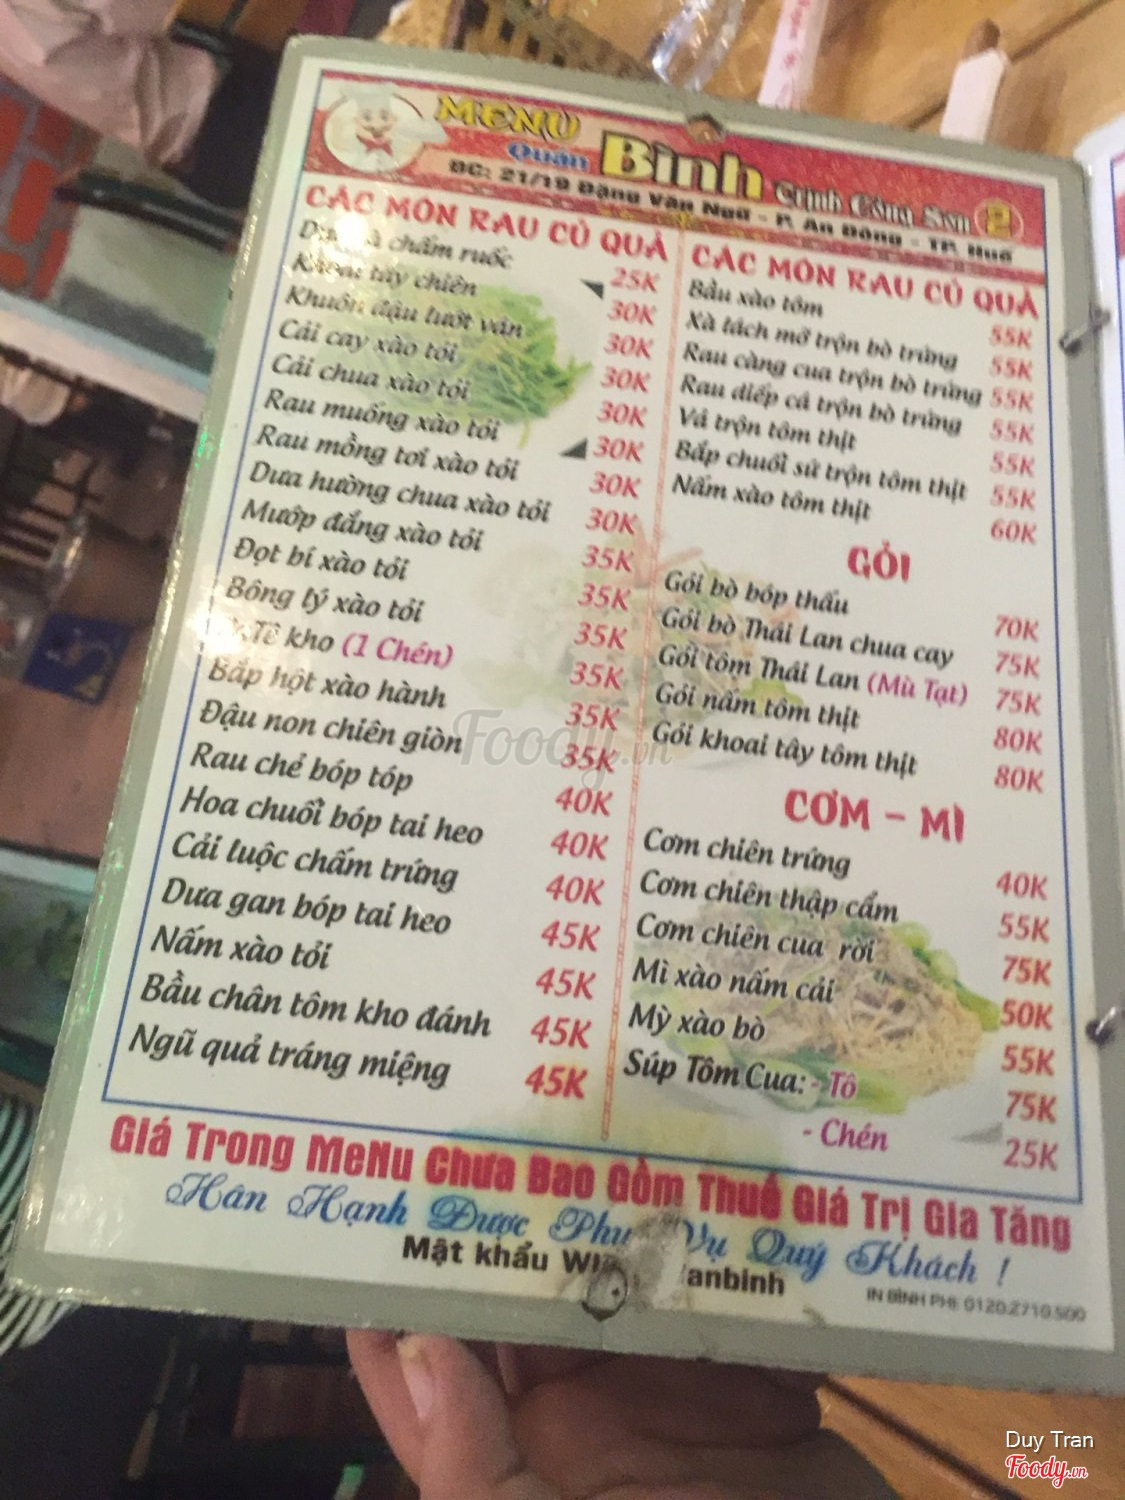 MENU
Quán Bình Trịnh Công Sơn 2
ĐC: 21/19 Đặng Văn Ngữ - P. An Đông - TP. Huế
CÁC MÓN RAU CỦ QUẢ
chấm ruốc 25K
Khoai tây chiên 30K
Khuôn đậu lướt ván 30K
Cải cay xào tỏi 30K
Cải chua xào tỏi 30K
Rau muống xào tỏi 30K
Rau mồng tơi xào tỏi 30K
Dưa hường chua xào tỏi 30K
Mướp đắng xào tỏi 35K
Đọt bí xào tỏi 35K
Bông lý xào tỏi 35K
Tê kho (1 Chén) 35K
Bắp hột xào hành 35K
Đậu non chiên giòn 35K
Rau chẻ bóp tóp 40K
Hoa chuối bóp tai heo 40K
Cải luộc chấm trứng 40K
Dưa gan bóp tai heo 45K
Nấm xào tỏi 45K
Bầu chân tôm kho đánh 45K
Ngũ quả tráng miệng 45K
CÁC MÓN RAU CỦ QUẢ
Bầu xào tôm 55K
Xà lách mỡ trộn bò trứng 55K
Rau càng cua trộn bò trứng 55K
Rau diếp cá trộn bò trứng 55K
Vả trộn tôm thịt 55K
Bắp chuối sứ trộn tôm thịt 55K
Nấm xào tôm thịt 60K
GỎI
Gỏi bò bóp thấu 70K
Gỏi bò Thái Lan chua cay 75K
Gỏi tôm Thái Lan (Mù Tạt) 75K
Gỏi nấm tôm thịt 80K
Gỏi khoai tây tôm thịt 80K
CƠM - MÌ
Cơm chiên trứng 40K
Cơm chiên thập cẩm 55K
Cơm chiên cua rời 75K
Mì xào nấm cải 50K
Mỳ xào bò 55K
Súp Tôm Cua: - Tô 75K
- Chén 25K
Giá Trong MeNu Chưa Bao Gồm Thuế Giá Trị Gia Tăng
Hân Hạnh Được Phục Vụ Quý Khách !
Mật khẩu anbinh
IN BÌNH PHI: 0120.2710.500
Foody.vn
Duy Tran
Foody.vn